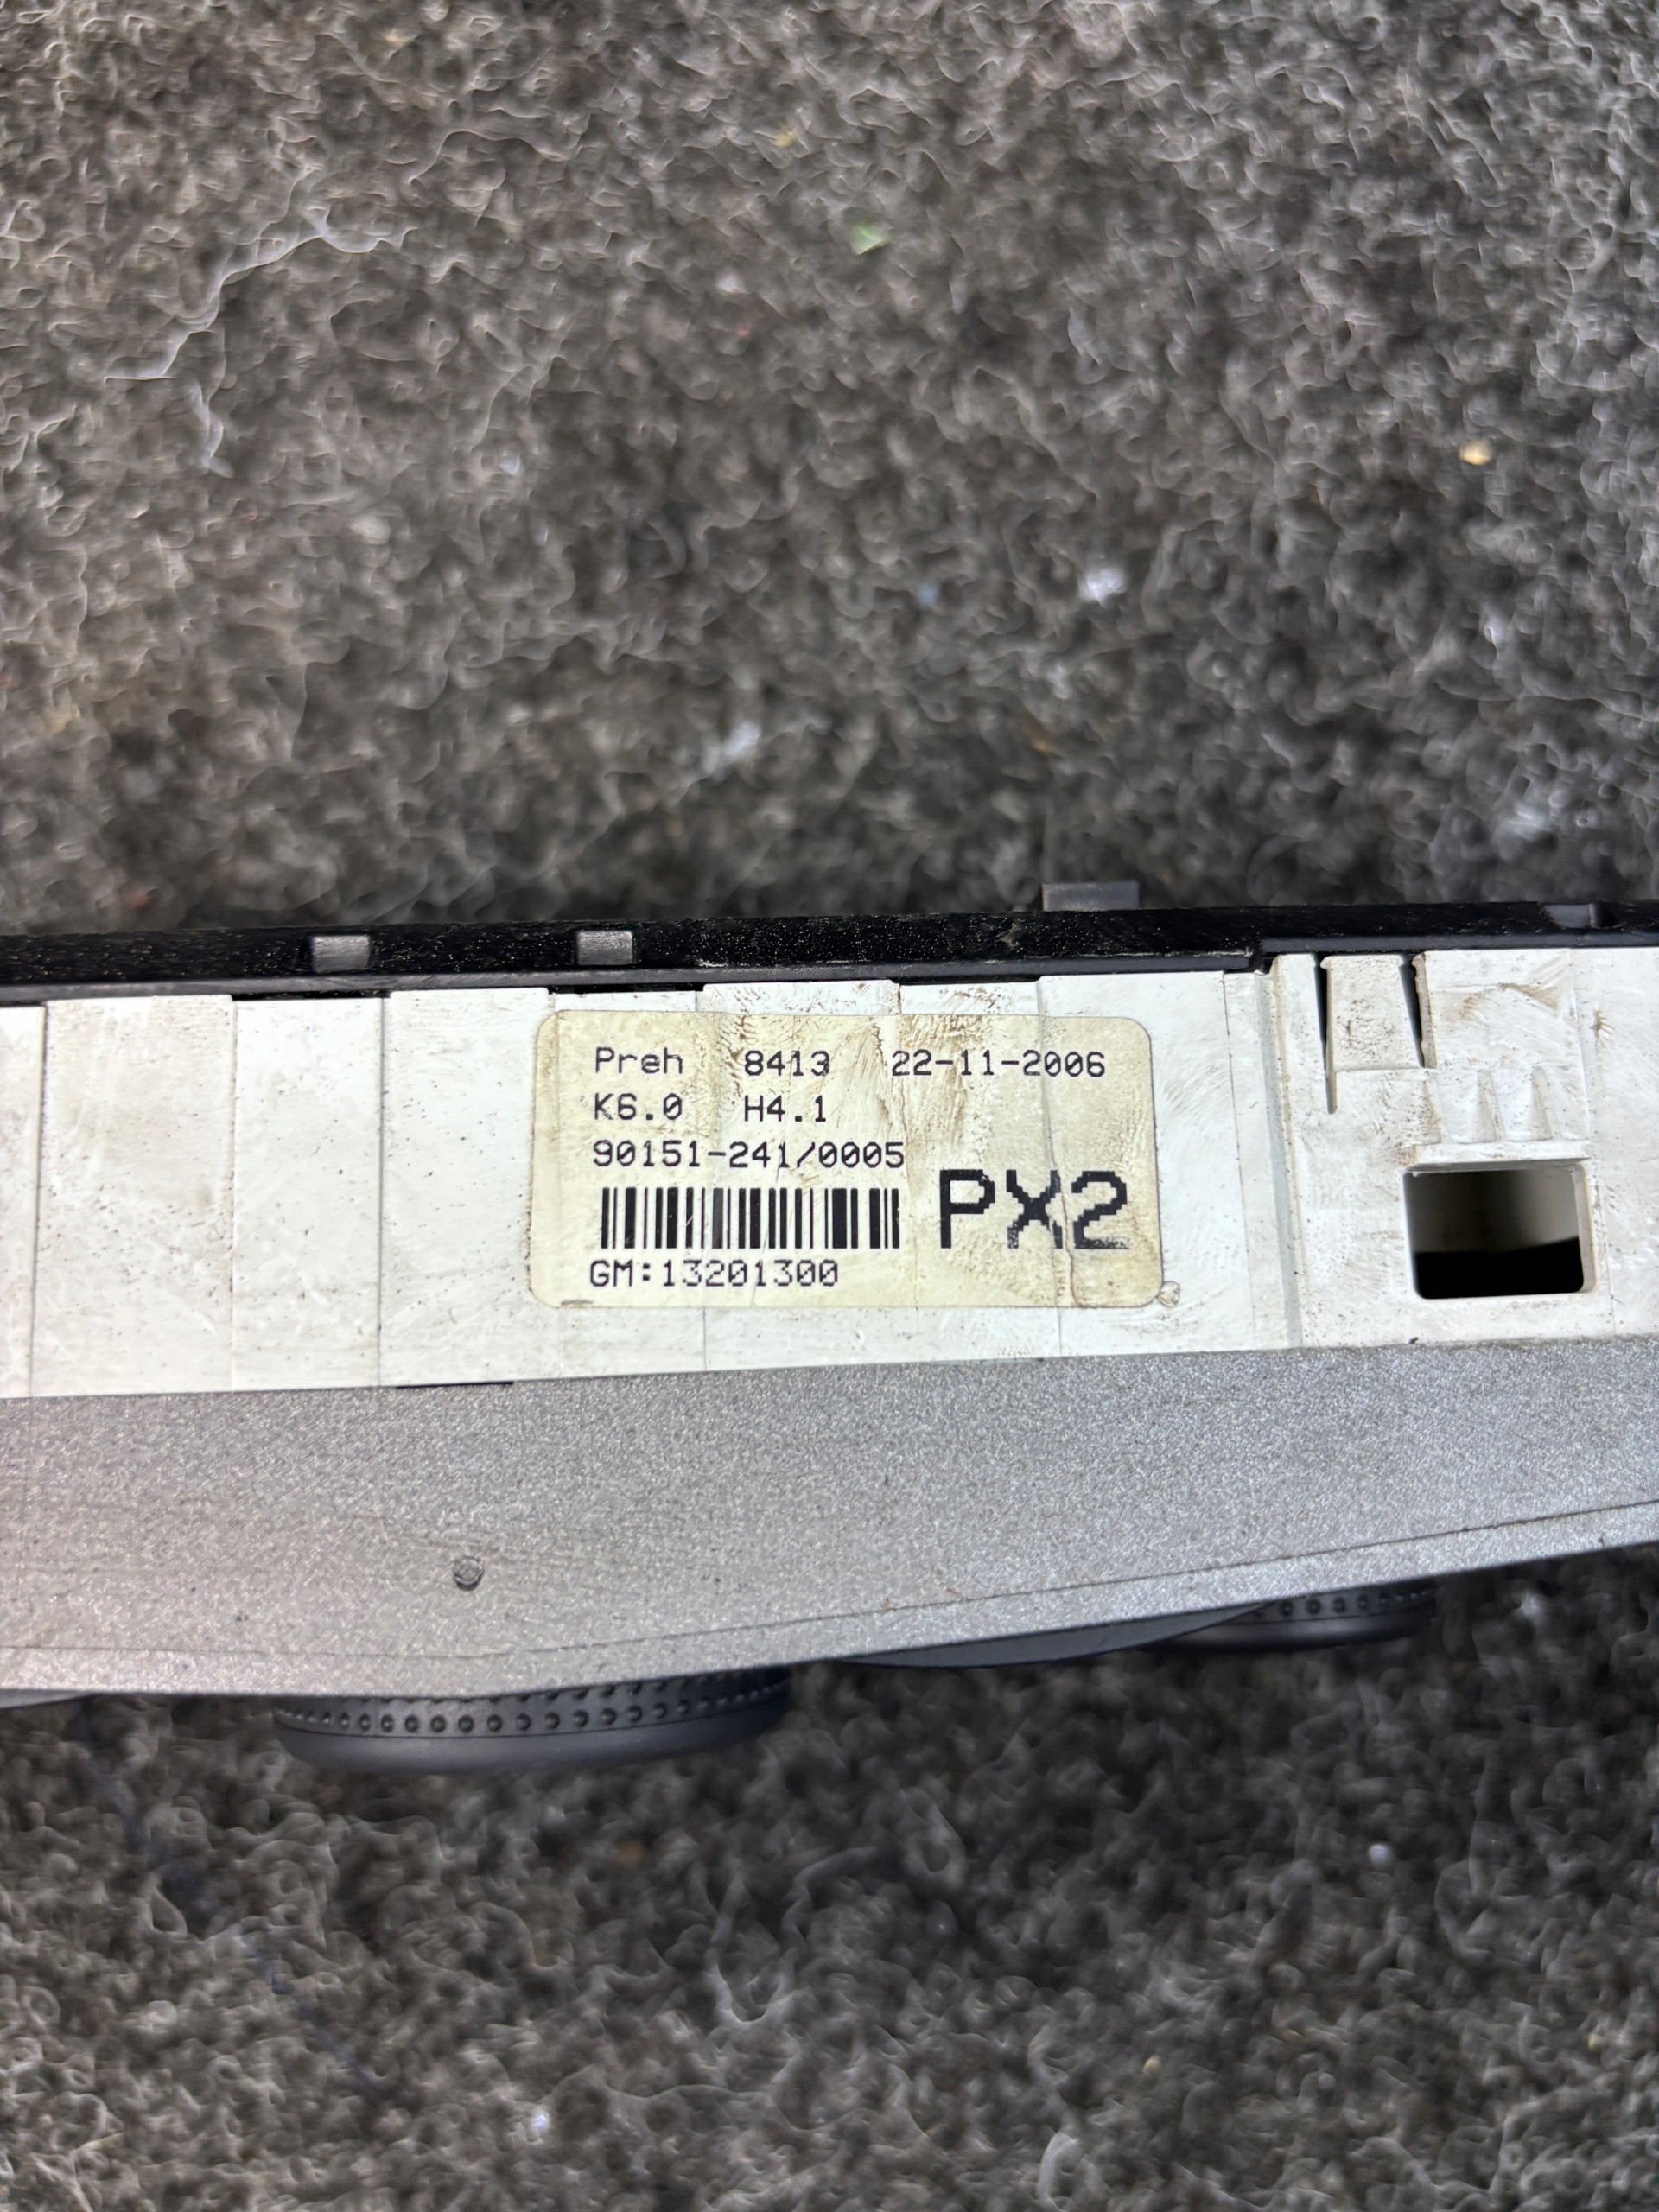 Preh 8413 22-11-2006
K6.0 H4.1
90151-241/0005
PX2
GM:13201300